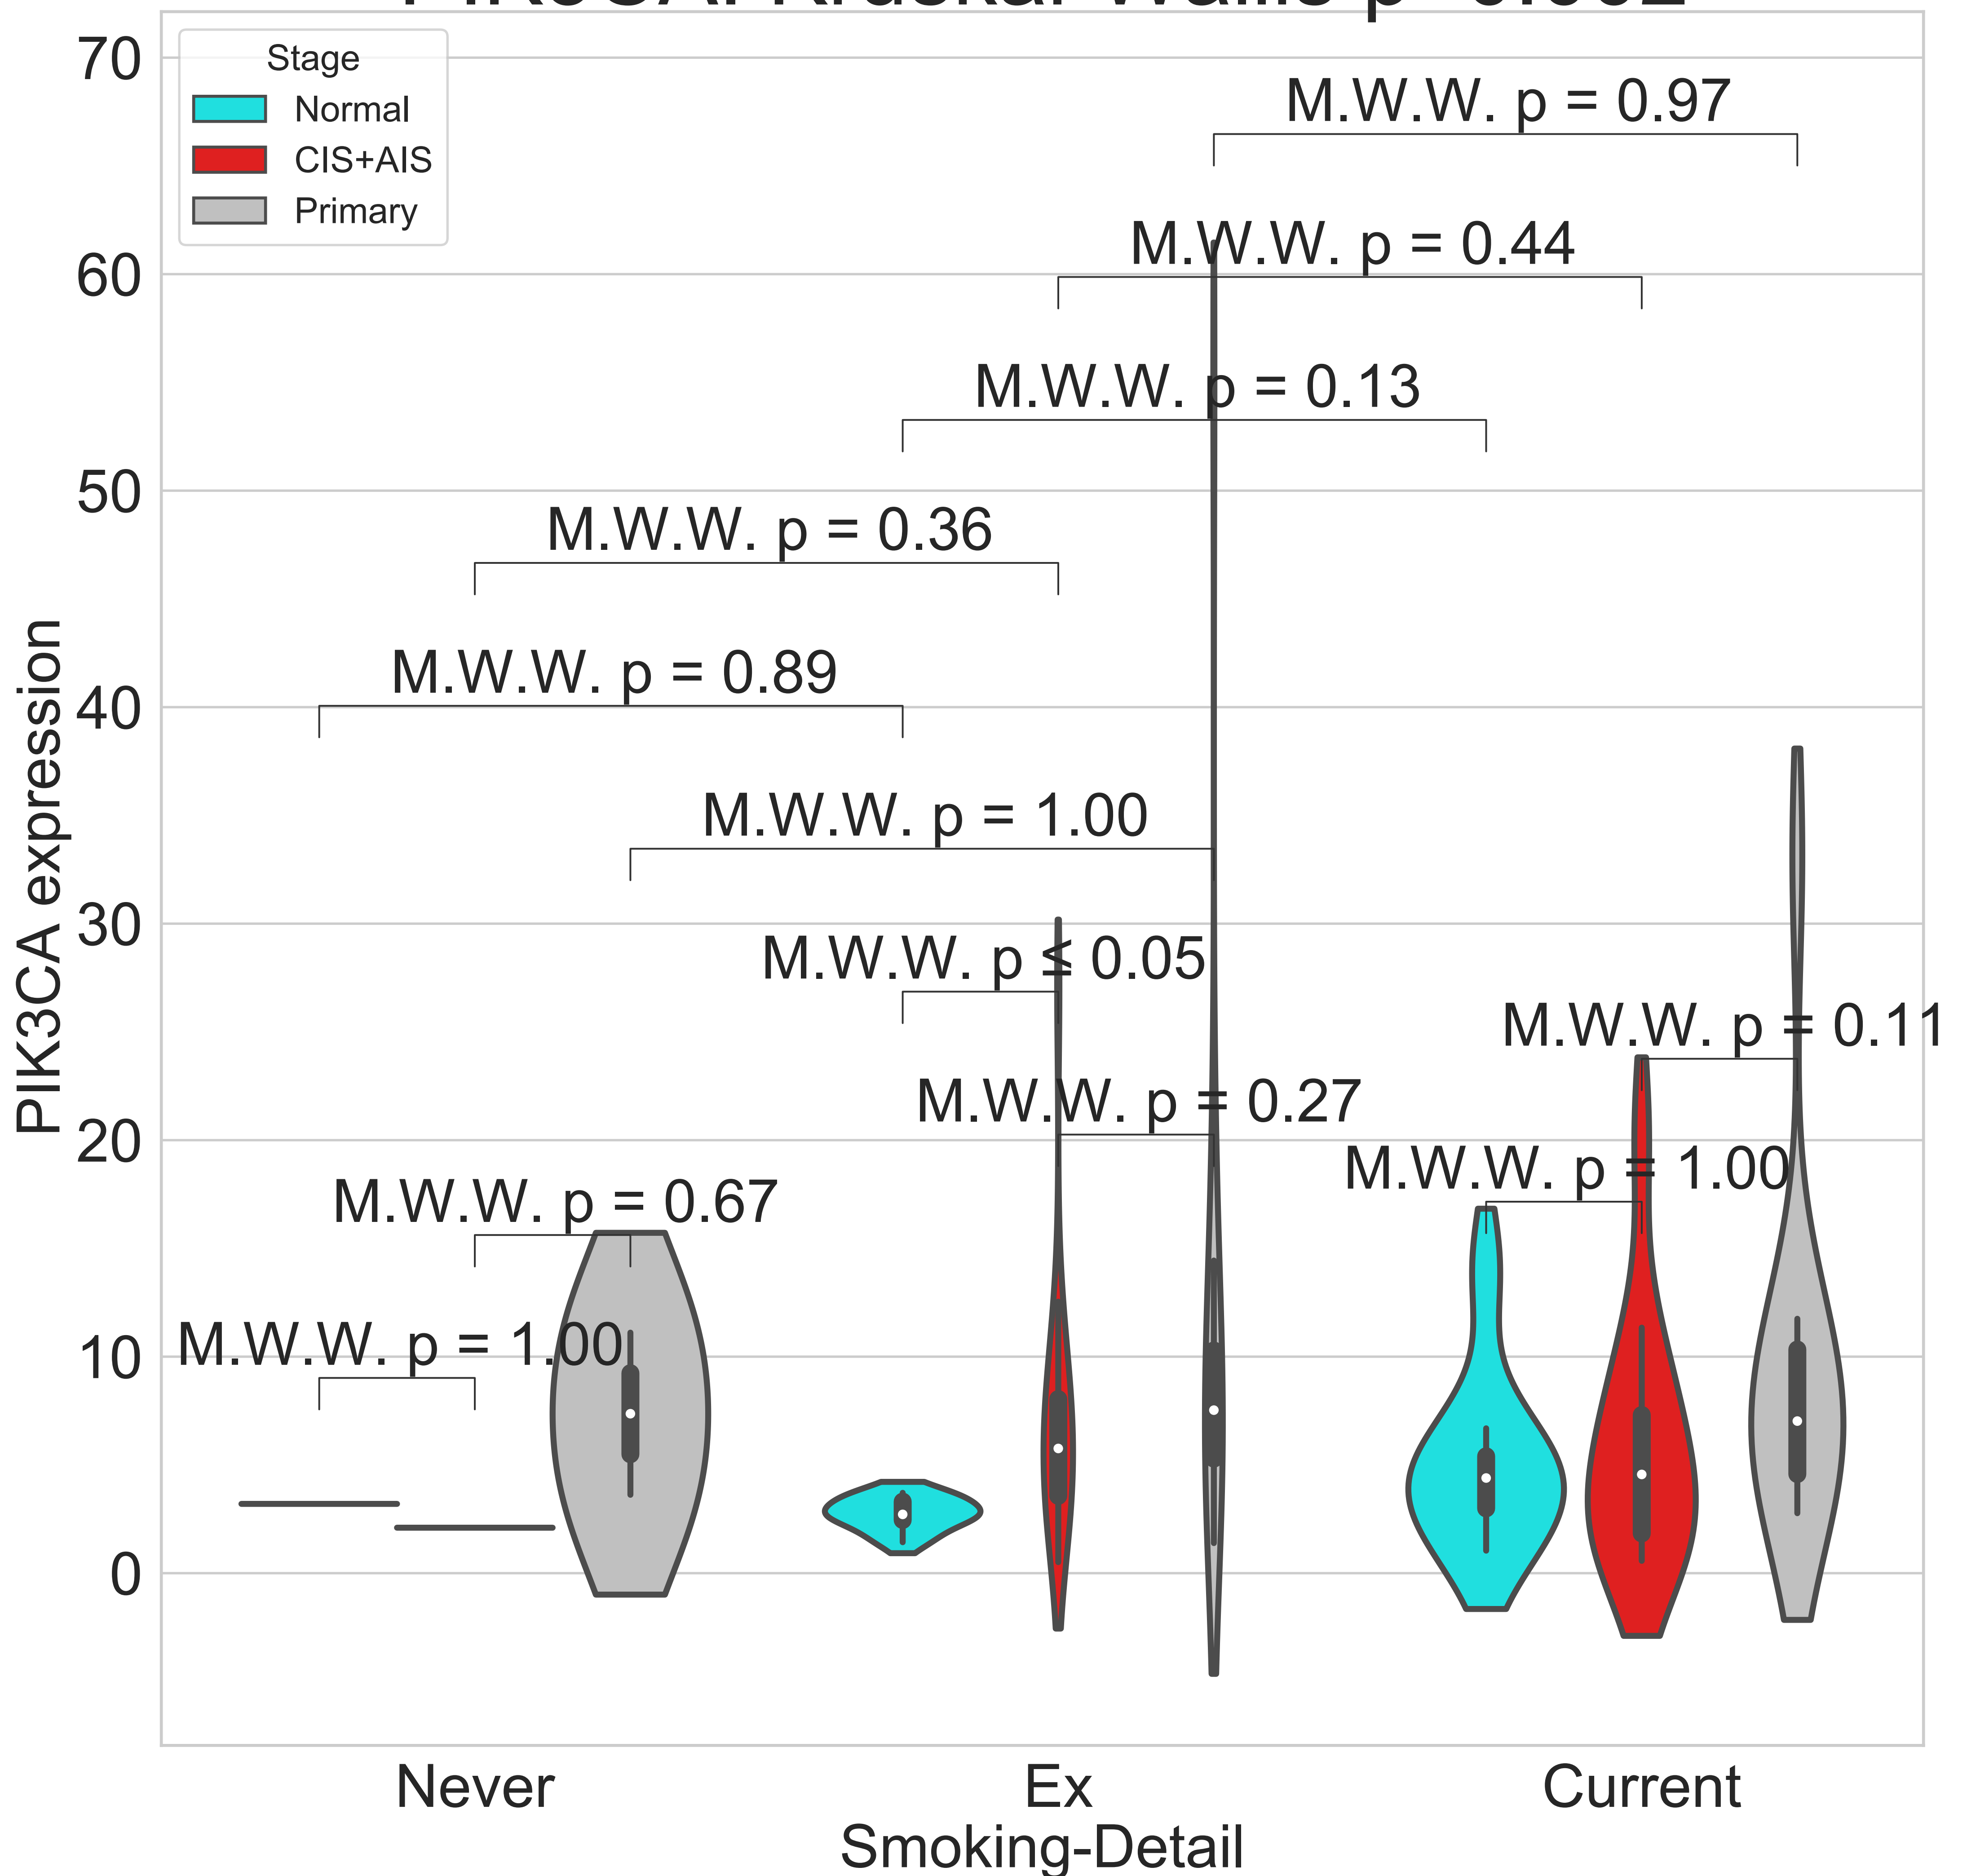 70
Stage
Normal
CIS+AIS
Primary
M.W.W. p = 0.97
60
M.W.W. p = 0.44
M.W.W. p = 0.13
50
M.W.W. p = 0.36
M.W.W. p = 0.89
40
M.W.W. p = 1.00
30
M.W.W. p ≤ 0.05
M.W.W. p = 0.11
M.W.W. p = 0.27
20
M.W.W. p = 1.00
M.W.W. p = 0.67
M.W.W. p = 1.00
10
0
PIK3CA expression
Never
Ex
Current
Smoking-Detail